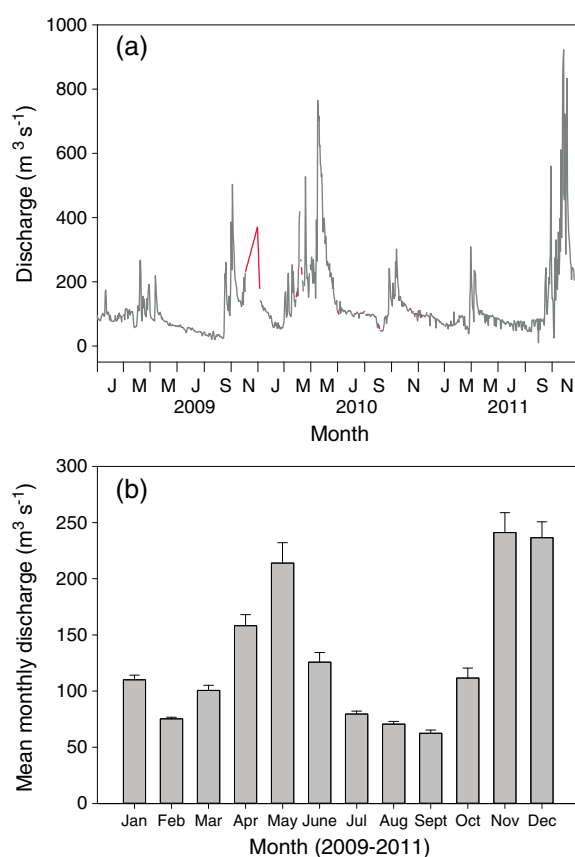 (a)
Discharge (m³ s⁻¹)
1000
800
600
400
200
0
J M M J S N J M M J S N J M M J S N
2009 2010 2011
Month
(b)
Mean monthly discharge (m³ s⁻¹)
300
250
200
150
100
50
0
Jan Feb Mar Apr May June Jul Aug Sept Oct Nov Dec
Month (2009-2011)